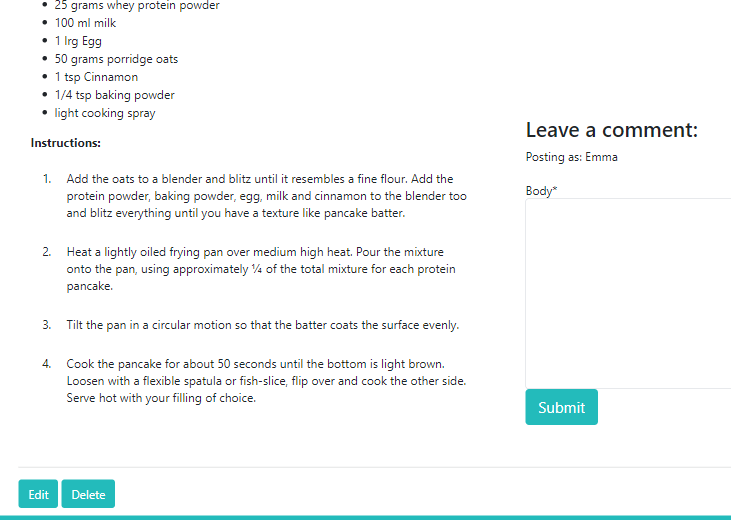 25 grams whey protein powder
100 ml milk
1 lrg Egg
50 grams porridge oats
1 tsp Cinnamon
1/4 tsp baking powder
light cooking spray
Instructions:
1. Add the oats to a blender and blitz until it resembles a fine flour. Add the
protein powder, baking powder, egg, milk and cinnamon to the blender too
and blitz everything until you have a texture like pancake batter.
2. Heat a lightly oiled frying pan over medium high heat. Pour the mixture
onto the pan, using approximately ¼ of the total mixture for each protein
pancake.
3. Tilt the pan in a circular motion so that the batter coats the surface evenly.
4. Cook the pancake for about 50 seconds until the bottom is light brown.
Loosen with a flexible spatula or fish-slice, flip over and cook the other side.
Serve hot with your filling of choice.
Leave a comment:
Posting as: Emma
Body*
Submit
Edit
Delete